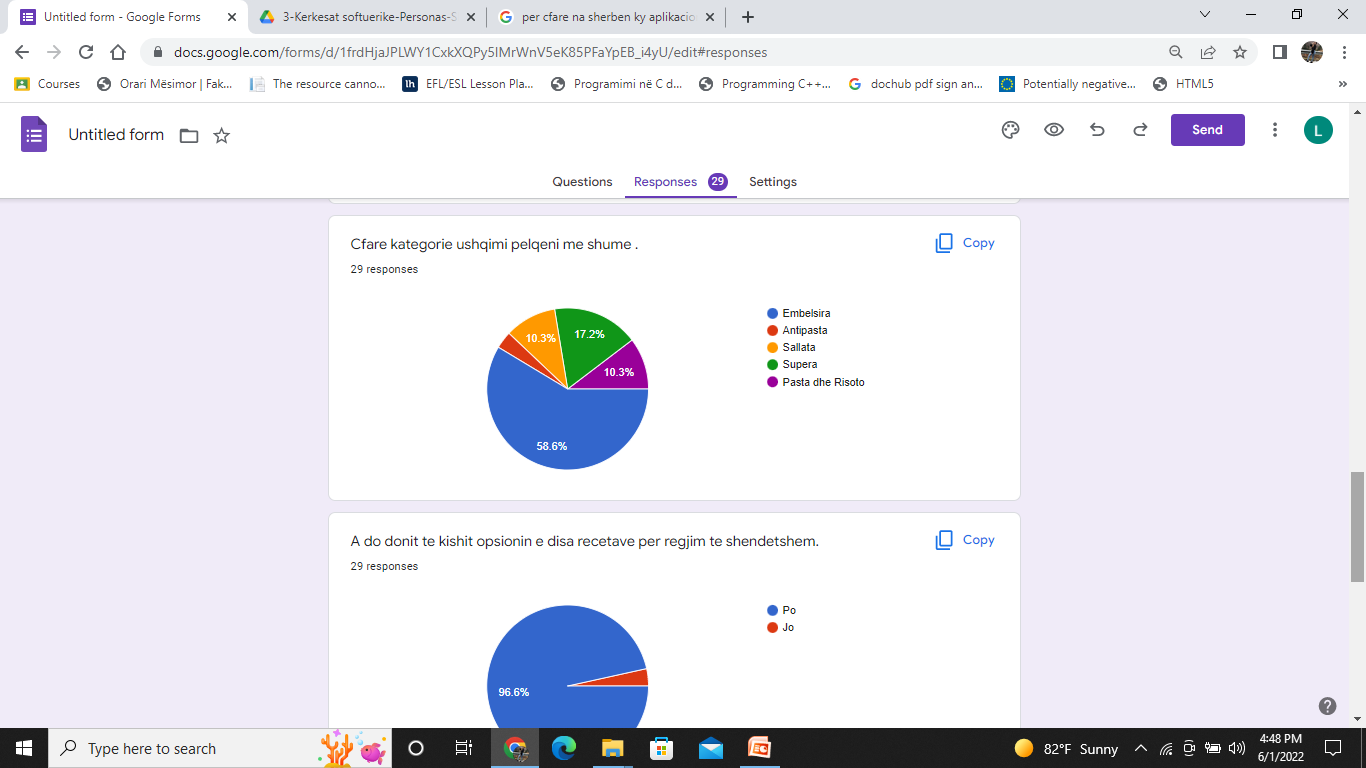 Untitled form - Google Forms
3-Kerkesat softuerike-Personas-S
per cfare na sherben ky aplikacio
docs.google.com/forms/d/1frdHjaJPLWY1CxkXQPy5lMrWnV5eK85PFaYpEB_i4yU/edit#responses
Courses
Orari Mësimor | Fak...
The resource canno...
lh
EFL/ESL Lesson Pla...
Programimi në C d...
Programming C++...
dochub pdf sign an...
Potentially negative...
HTML5
»
Untitled form
Send
L
Questions
Responses 29
Settings
Cfare kategorie ushqimi pelqeni me shume .
Copy
29 responses
10.3%
17.2%
10.3%
58.6%
Embelsira
Antipasta
Sallata
Supera
Pasta dhe Risoto
A do donit te kishit opsionin e disa recetave per regjim te shendetshem.
Copy
29 responses
96.6%
Po
Jo
Type here to search
82°F Sunny
4:48 PM
6/1/2022